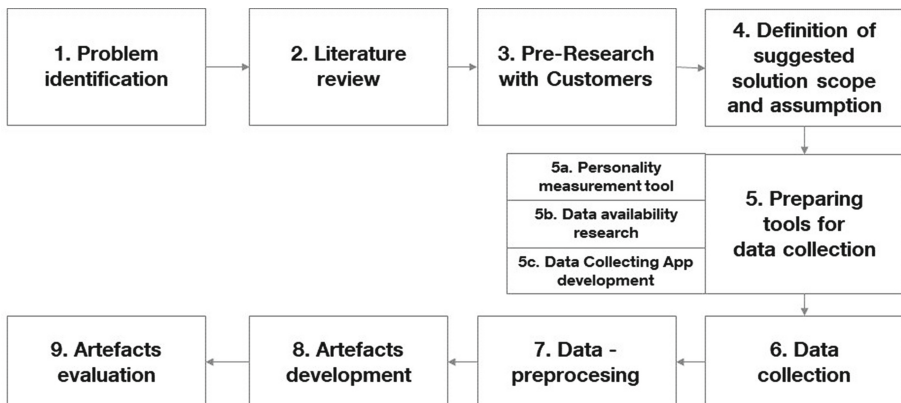 1. Problem
identification
2. Literature
review
3. Pre-Research
with Customers
4. Definition of
suggested
solution scope
and assumption
5a. Personality
measurement tool
5b. Data availability
research
5c. Data Collecting App
development
5. Preparing
tools for
data collection
6. Data
collection
7. Data -
preprocesing
8. Artefacts
development
9. Artefacts
evaluation